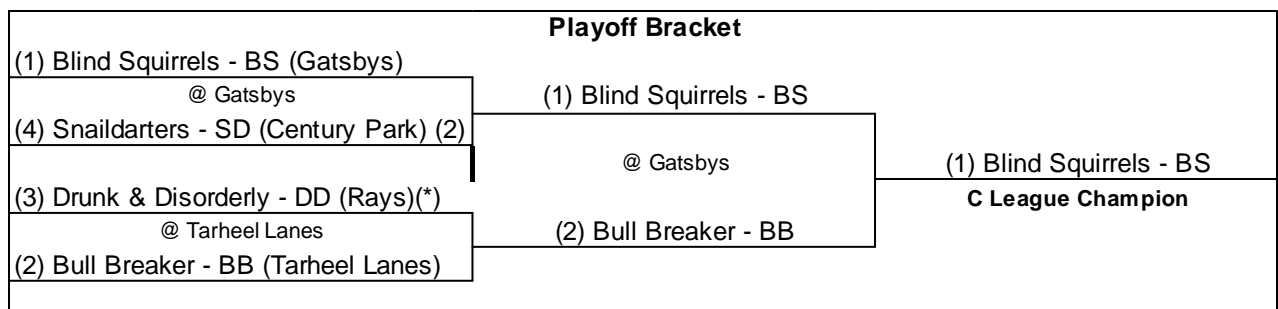 Playoff Bracket
(1) Blind Squirrels - BS (Gatsbys)
@ Gatsbys
(4) Snaildarters - SD (Century Park) (2)
(3) Drunk & Disorderly - DD (Rays)(*)
@ Tarheel Lanes
(2) Bull Breaker - BB (Tarheel Lanes)
(1) Blind Squirrels - BS
@ Gatsbys
(2) Bull Breaker - BB
(1) Blind Squirrels - BS
C League Champion